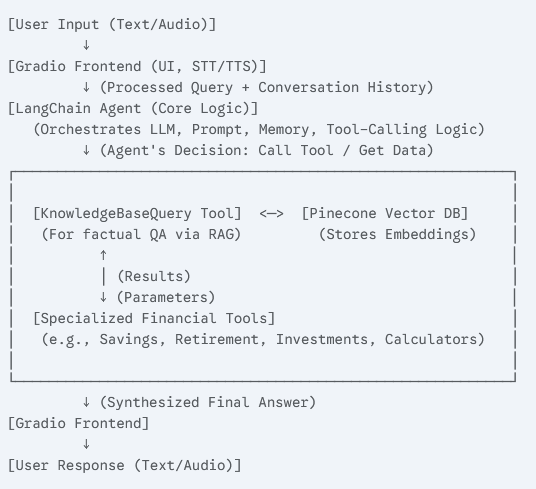 [User Input (Text/Audio)]
↓
[Gradio Frontend (UI, STT/TTS)]
↓ (Processed Query + Conversation History)
[LangChain Agent (Core Logic)]
(Orchestrates LLM, Prompt, Memory, Tool-Calling Logic)
↓ (Agent's Decision: Call Tool / Get Data)
[KnowledgeBaseQuery Tool] <—> [Pinecone Vector DB]
(For factual QA via RAG) (Stores Embeddings)
↑
│ (Results)
↓ (Parameters)
[Specialized Financial Tools]
(e.g., Savings, Retirement, Investments, Calculators)
↓ (Synthesized Final Answer)
[Gradio Frontend]
↓
[User Response (Text/Audio)]